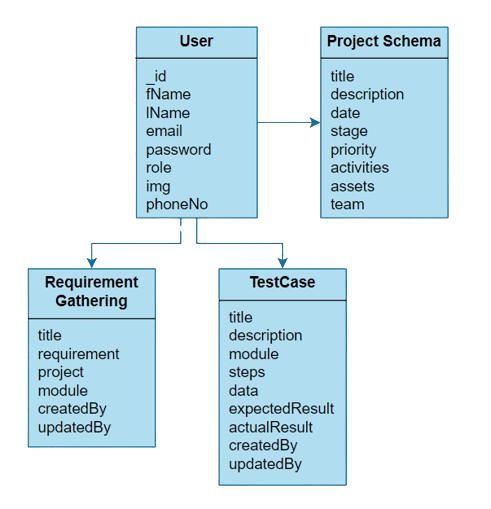 User
_id
fName
lName
email
password
role
img
phoneNo
Project Schema
title
description
date
stage
priority
activities
assets
team
Requirement
Gathering
title
requirement
project
module
createdBy
updatedBy
TestCase
title
description
module
steps
data
expectedResult
actualResult
createdBy
updatedBy